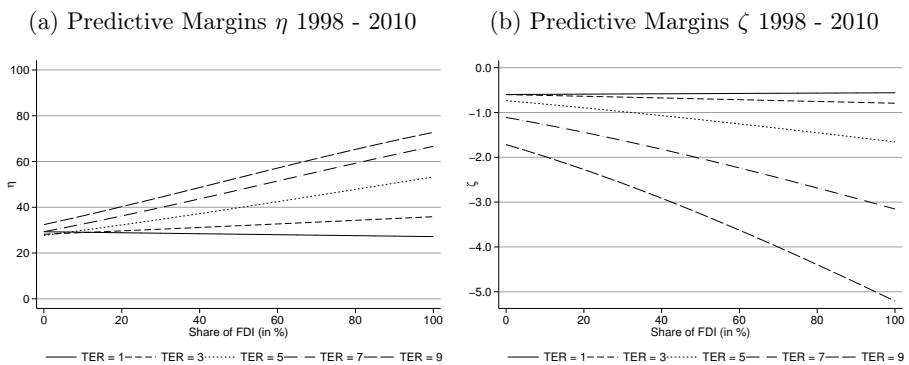 (a) Predictive Margins η 1998 - 2010
100
80
60
40
20
0
η
0 20 40 60 80 100
Share of FDI (in %)
TER = 1 TER = 3 TER = 5 TER = 7 TER = 9
(b) Predictive Margins ζ 1998 - 2010
0.0
−1.0
−2.0
−3.0
−4.0
−5.0
ζ
0 20 40 60 80 100
Share of FDI (in %)
TER = 1 TER = 3 TER = 5 TER = 7 TER = 9